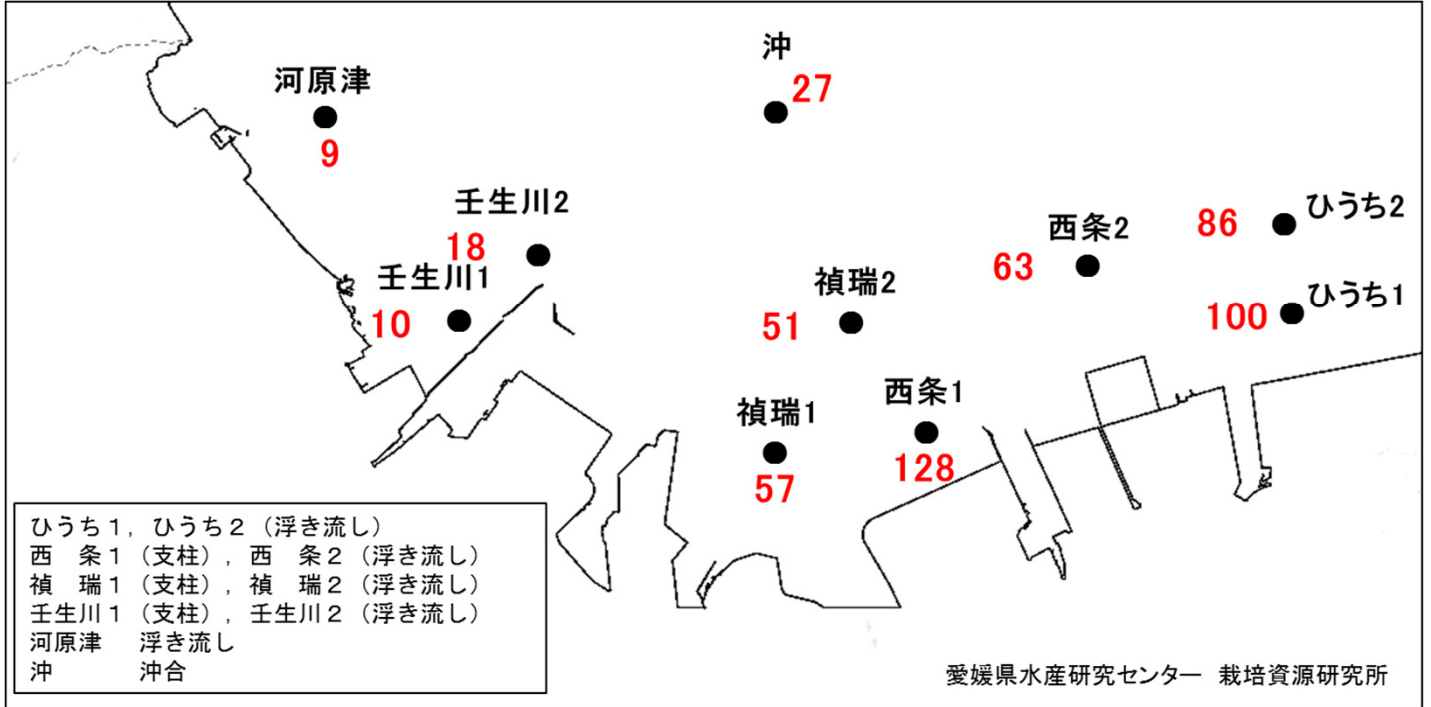 沖
27
河原津
9
壬生川2
18
壬生川1
10
ひうち2
86
西条2
63
ひうち1
100
禎瑞2
51
西条1
128
禎瑞1
57
ひうち1，ひうち2（浮き流し）
西　条1（支柱），西　条2（浮き流し）
禎　瑞1（支柱），禎　瑞2（浮き流し）
壬生川1（支柱），壬生川2（浮き流し）
河原津　　浮き流し
沖　　　　沖合
愛媛県水産研究センター　栽培資源研究所